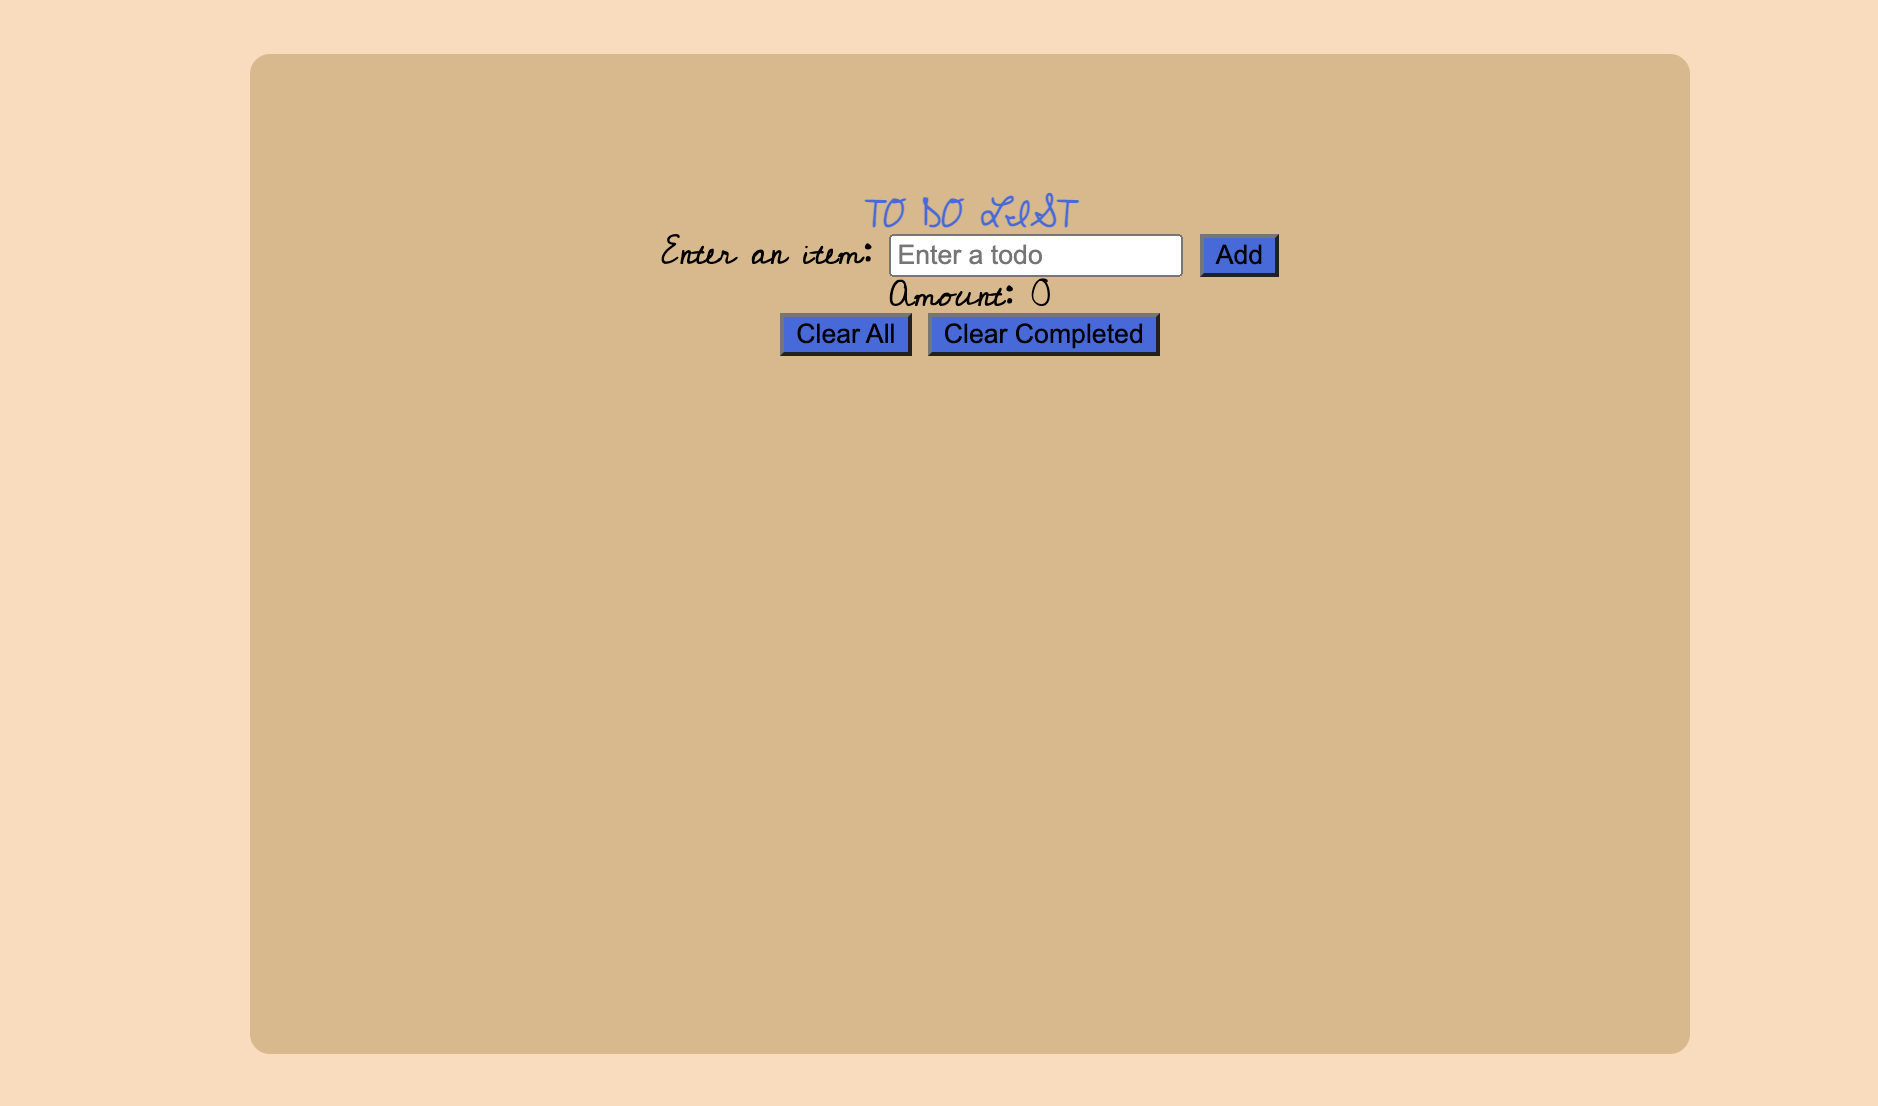 TO DO LIST
Enter an item: Enter a todo Add
Amount: 0
Clear All Clear Completed